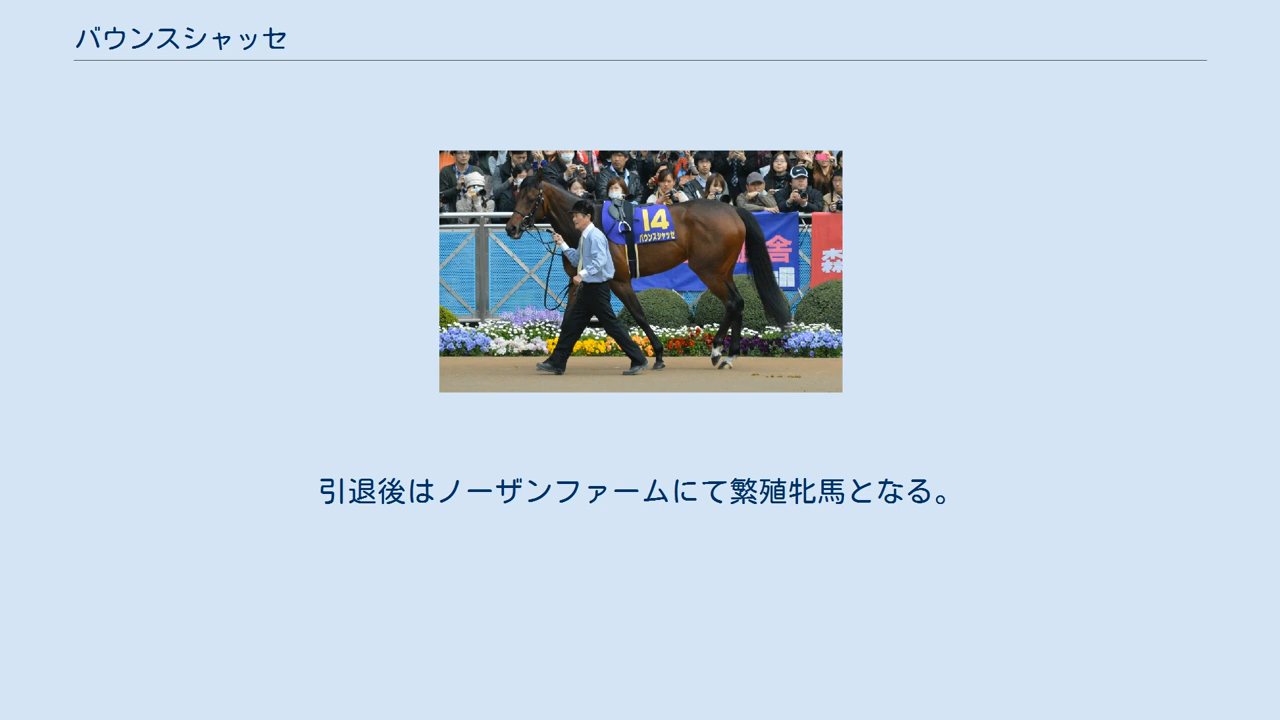 バウンスシャッセ
14
バウンスシャッセ
舎
森
引退後はノーザンファームにて繁殖牝馬となる。